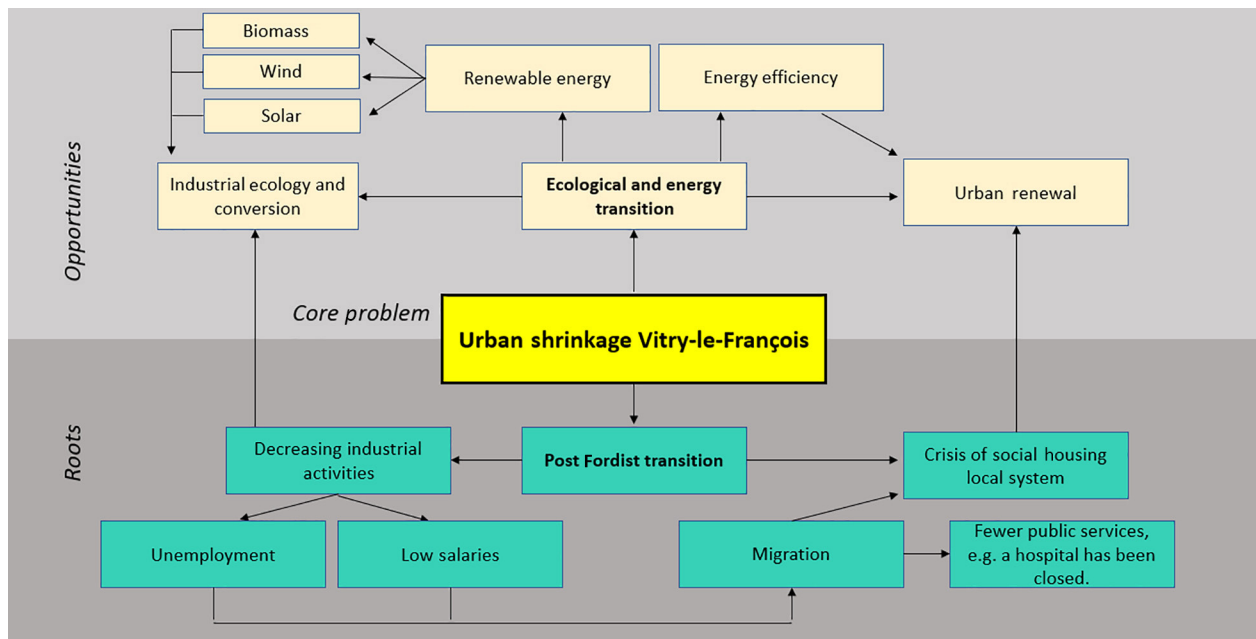 Biomass
Wind
Solar
Renewable energy
Energy efficiency
Opportunities
Industrial ecology and
conversion
Ecological and energy
transition
Urban renewal
Core problem
Urban shrinkage Vitry-le-François
Roots
Decreasing industrial
activities
Post Fordist transition
Crisis of social housing
local system
Unemployment
Low salaries
Migration
Fewer public services,
e.g. a hospital has been
closed.